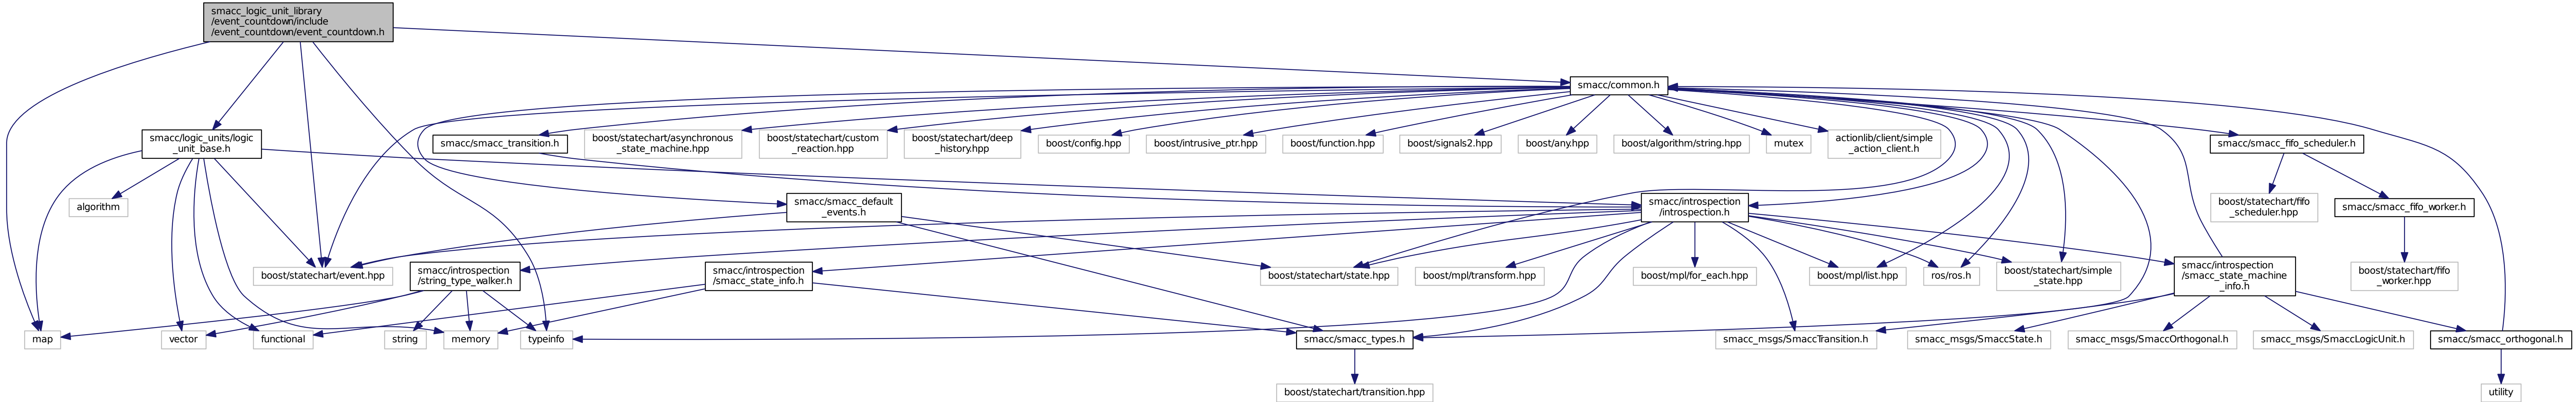 smacc_logic_unit_library
/event_countdown/include
/event_countdown/event_countdown.h
smacc/common.h
smacc/logic_units/logic
_unit_base.h
smacc/smacc_transition.h
boost/statechart/asynchronous
_state_machine.hpp
boost/statechart/custom
_reaction.hpp
boost/statechart/deep
_history.hpp
boost/config.hpp
boost/intrusive_ptr.hpp
boost/function.hpp
boost/signals2.hpp
boost/any.hpp
boost/algorithm/string.hpp
mutex
actionlib/client/simple
_action_client.h
smacc/smacc_fifo_scheduler.h
algorithm
smacc/smacc_default
_events.h
smacc/introspection
/introspection.h
boost/statechart/fifo
_scheduler.hpp
smacc/smacc_fifo_worker.h
boost/statechart/event.hpp
smacc/introspection
/string_type_walker.h
smacc/introspection
/smacc_state_info.h
boost/statechart/state.hpp
boost/mpl/transform.hpp
boost/mpl/for_each.hpp
boost/mpl/list.hpp
ros/ros.h
boost/statechart/simple
_state.hpp
smacc/introspection
/smacc_state_machine
_info.h
boost/statechart/fifo
_worker.hpp
map
vector
functional
string
memory
typeinfo
smacc/smacc_types.h
smacc_msgs/SmaccTransition.h
smacc_msgs/SmaccState.h
smacc_msgs/SmaccOrthogonal.h
smacc_msgs/SmaccLogicUnit.h
smacc/smacc_orthogonal.h
boost/statechart/transition.hpp
utility